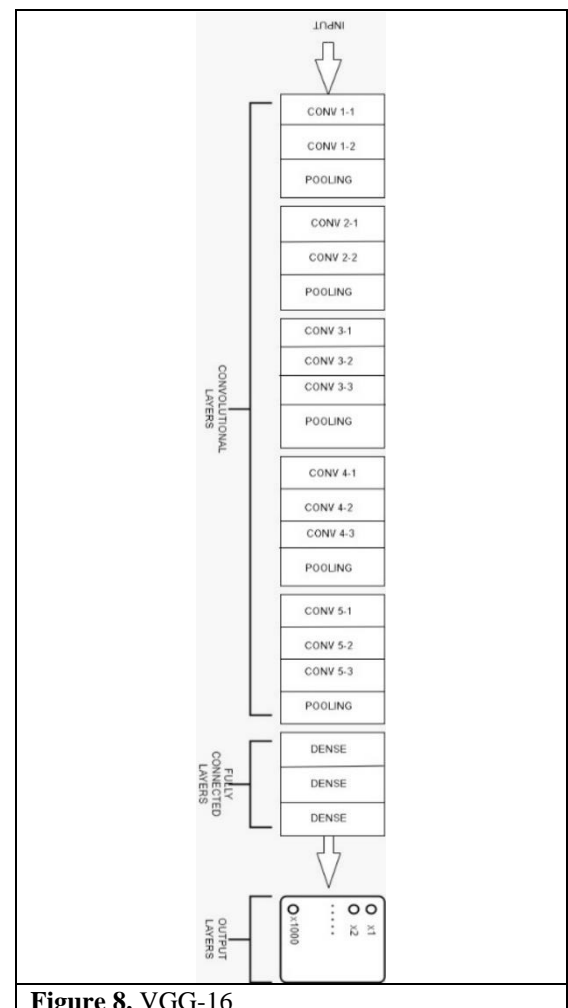 INPUT
CONV 1-1
CONV 1-2
POOLING
CONV 2-1
CONV 2-2
POOLING
CONV 3-1
CONV 3-2
CONV 3-3
POOLING
CONVOLUTIONAL
LAYERS
CONV 4-1
CONV 4-2
CONV 4-3
POOLING
CONV 5-1
CONV 5-2
CONV 5-3
POOLING
DENSE
DENSE
DENSE
FULLY
CONNECTED
LAYERS
OUTPUT
LAYERS
x1
x2
.....
x1000
Figure 8. VGG-16